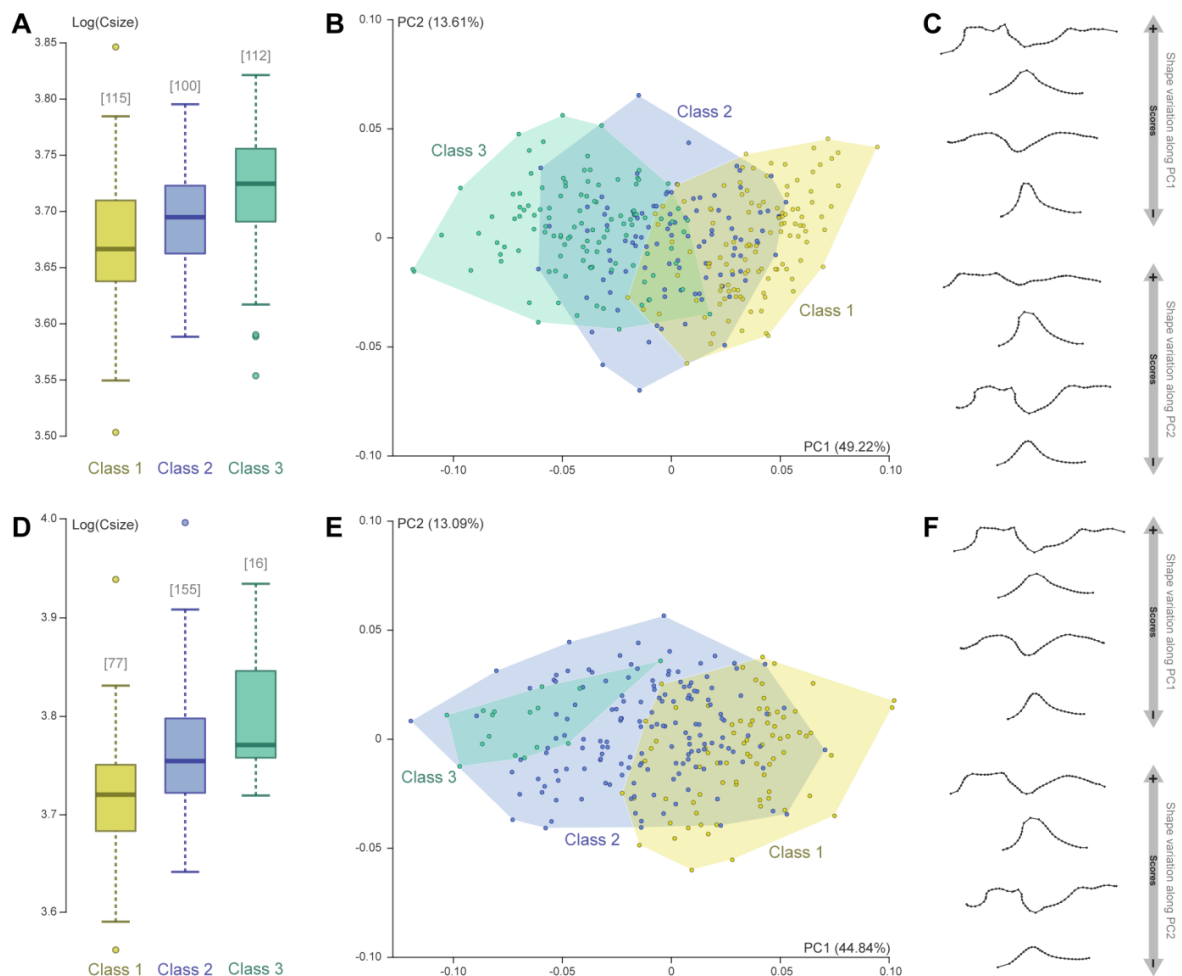 A
Log(Csize)
3.85
3.80
3.75
3.70
3.65
3.60
3.55
3.50
[115]
[100]
[112]
Class 1
Class 2
Class 3
B
PC2 (13.61%)
0.10
0.05
0
-0.05
-0.10
Class 2
Class 3
Class 1
PC1 (49.22%)
-0.10
-0.05
0
0.05
0.10
C
+
Scores
−
Shape variation along PC1
+
Scores
−
Shape variation along PC2
D
Log(Csize)
4.0
3.9
3.8
3.7
3.6
[77]
[155]
[16]
Class 1
Class 2
Class 3
E
PC2 (13.09%)
0.10
0.05
0
-0.05
-0.10
Class 3
Class 2
Class 1
PC1 (44.84%)
-0.10
-0.05
0
0.05
0.10
F
+
Scores
−
Shape variation along PC1
+
Scores
−
Shape variation along PC2